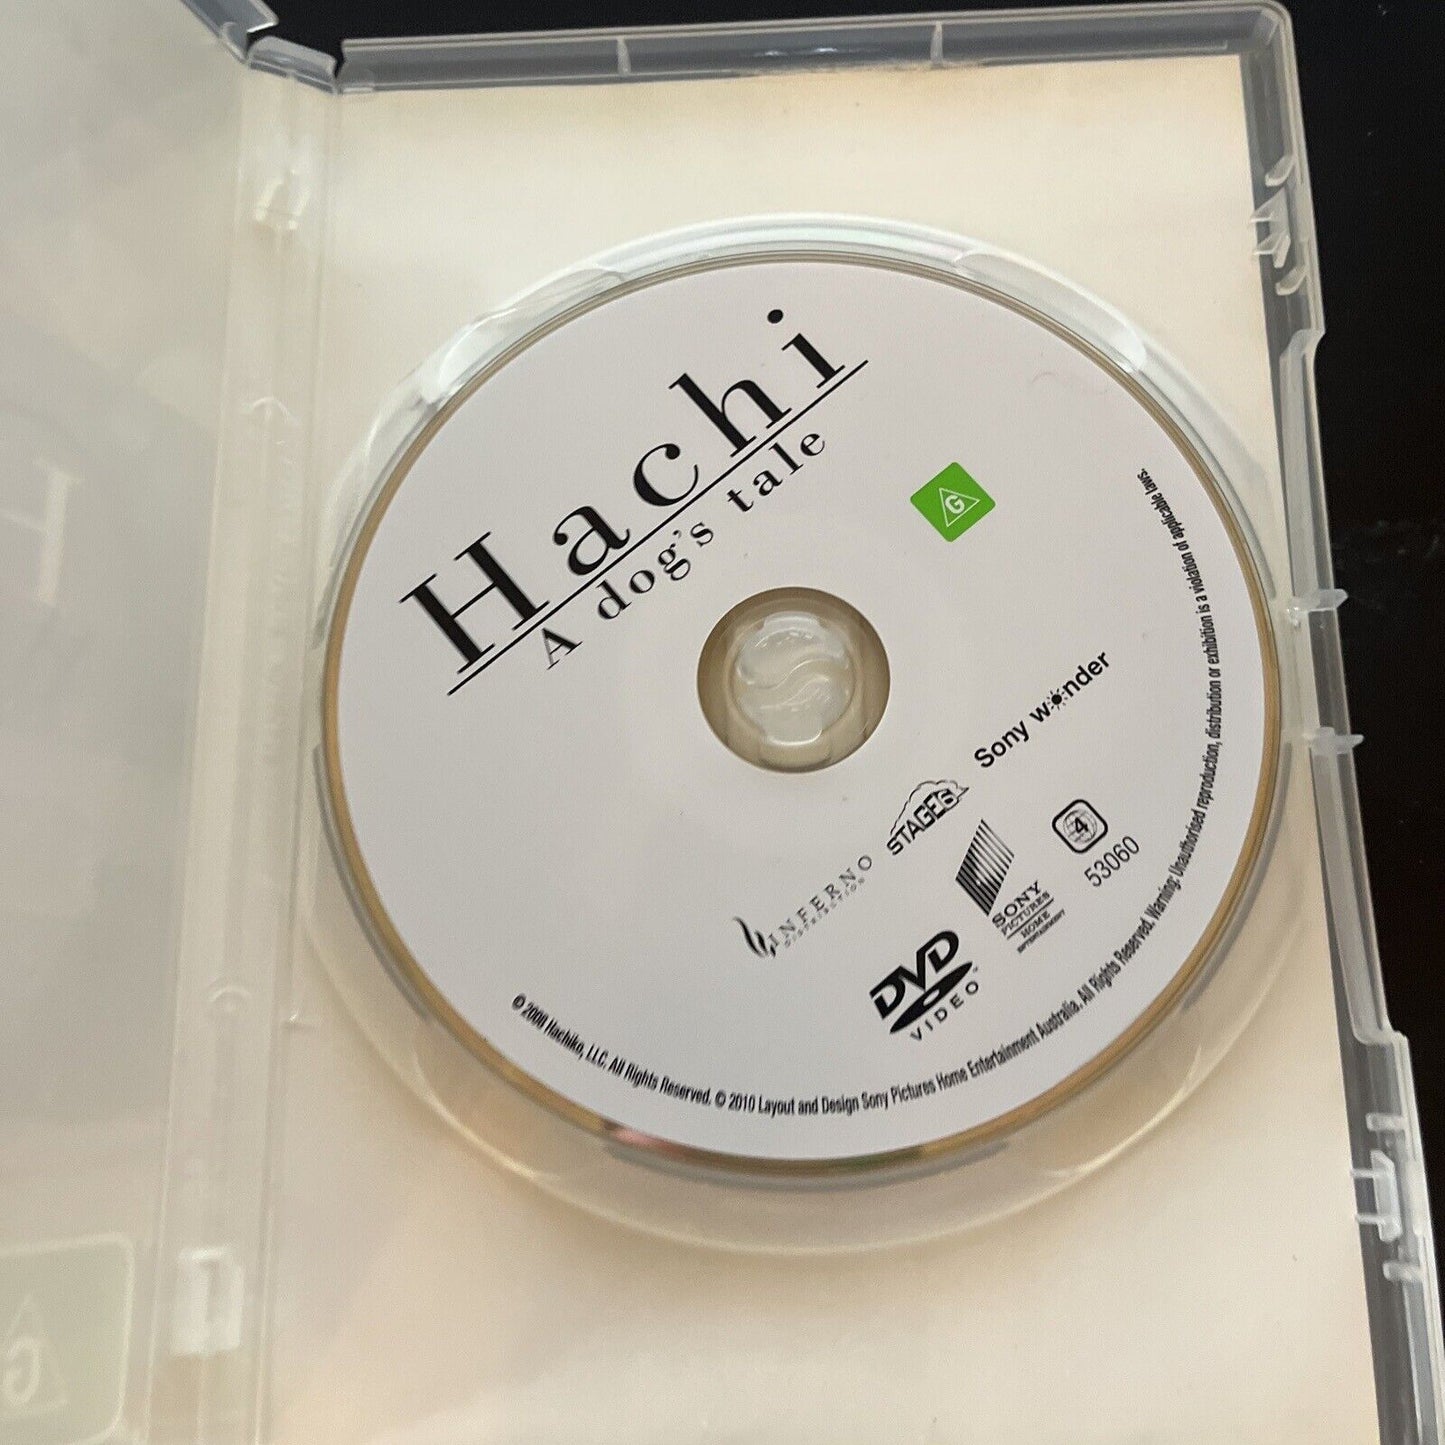 Hachi
A dog's tale
G
Sony wonder
STAGE 6
INFERNO
DISTRIBUTION
SONY
PICTURES
HOME
ENTERTAINMENT
4
53060
DVD
VIDEO
© 2008 Hachiko, LLC. All Rights Reserved. © 2010 Layout and Design Sony Pictures Home Entertainment Australia. All Rights Reserved. Warning: Unauthorised reproduction, distribution or exhibition is a violation of applicable laws.
G